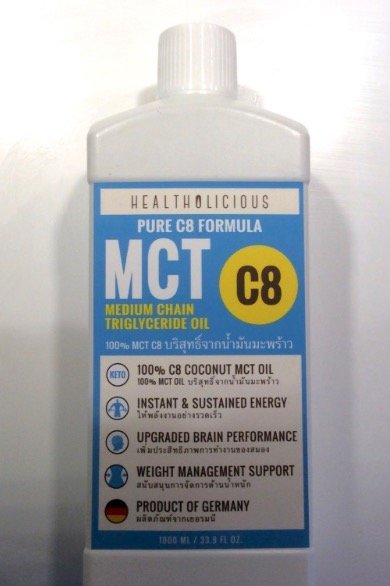 HEALTHOLICIOUS
PURE C8 FORMULA
MCT
C8
MEDIUM CHAIN
TRIGLYCERIDE OIL
100% MCT C8 บริสุทธิ์จากน้ำมันมะพร้าว
KETO
100% C8 COCONUT MCT OIL
100% MCT OIL บริสุทธิ์จากน้ำมันมะพร้าว
INSTANT & SUSTAINED ENERGY
ให้พลังงานอย่างรวดเร็ว
UPGRADED BRAIN PERFORMANCE
เพิ่มประสิทธิภาพการทำงานของสมอง
WEIGHT MANAGEMENT SUPPORT
สนับสนุนการจัดการด้านน้ำหนัก
PRODUCT OF GERMANY
ผลิตภัณฑ์จากเยอรมนี
1000 ML / 33.8 FL OZ.